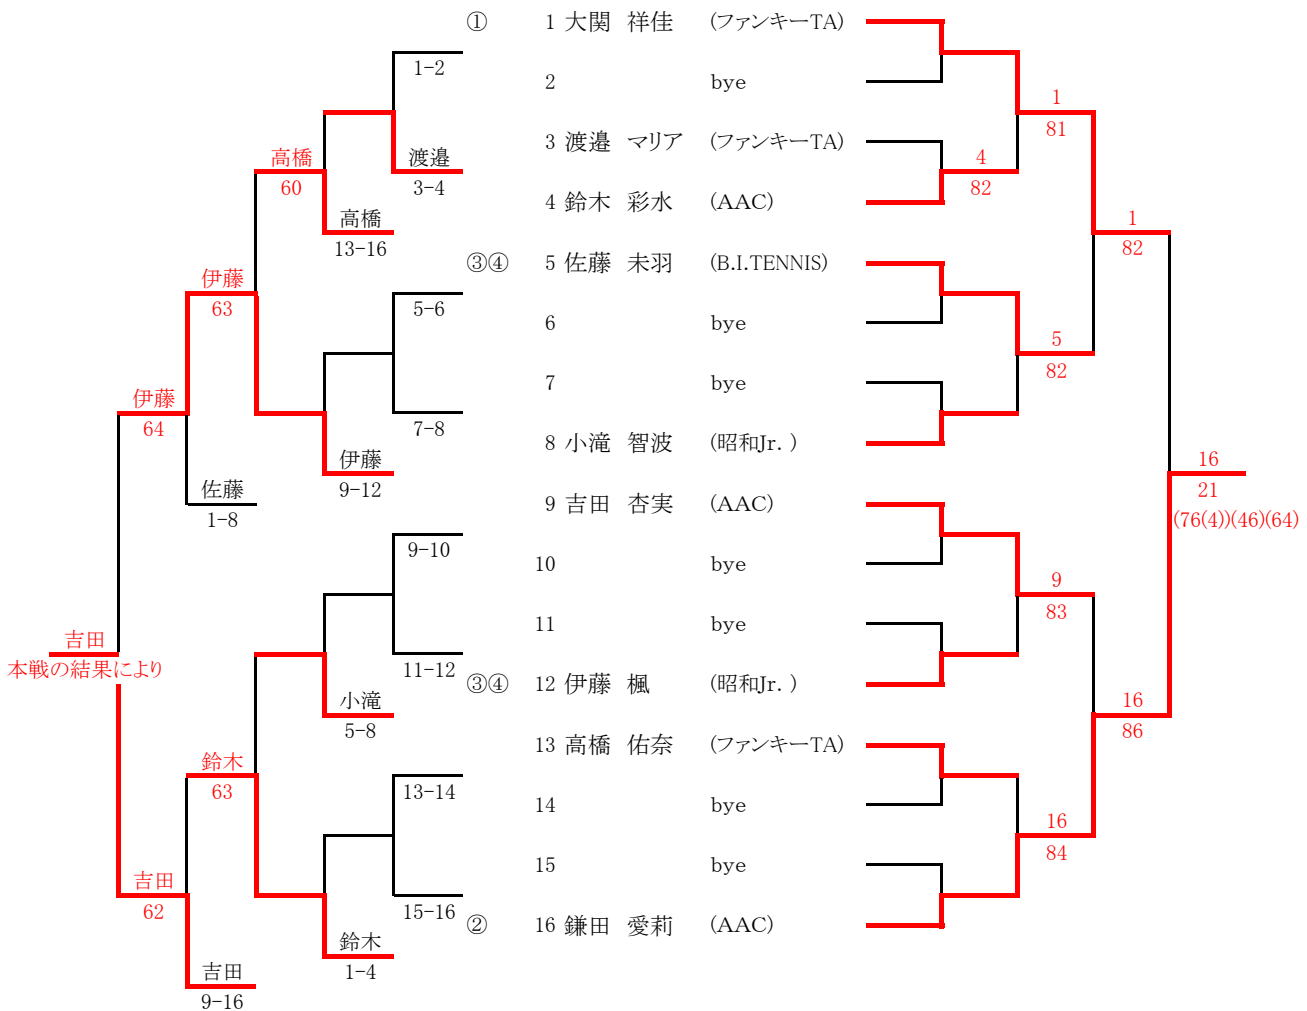 ① 1 大関 祥佳 (ファンキーTA)
1-2
2 bye
1
81
3 渡邉 マリア (ファンキーTA)
高橋
60
渡邉
3-4
4
82
4 鈴木 彩水 (AAC)
高橋
13-16
1
82
③④ 5 佐藤 未羽 (B.I.TENNIS)
伊藤
63
5-6
6 bye
5
82
7 bye
伊藤
64
7-8
8 小滝 智波 (昭和Jr. )
伊藤
9-12
16
21
(76(4))(46)(64)
佐藤
1-8
9 吉田 杏実 (AAC)
9-10
10 bye
9
83
11 bye
吉田
本戦の結果により
11-12
③④ 12 伊藤 楓 (昭和Jr. )
小滝
5-8
16
86
13 高橋 佑奈 (ファンキーTA)
鈴木
63
13-14
14 bye
16
84
15 bye
吉田
62
15-16
② 16 鎌田 愛莉 (AAC)
鈴木
1-4
吉田
9-16